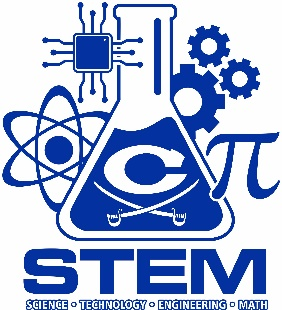 C
π
STEM
SCIENCE • TECHNOLOGY • ENGINEERING • MATH